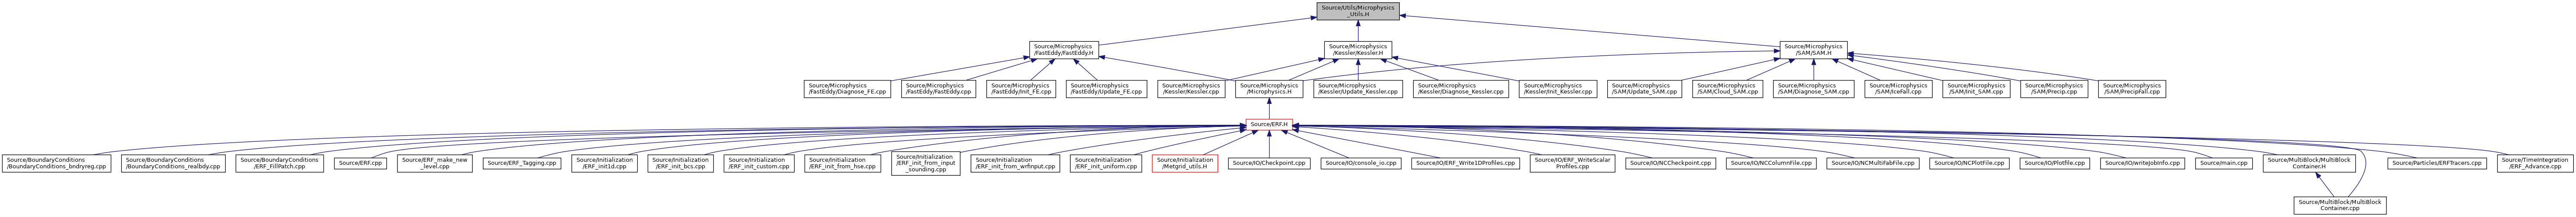 Source/Utils/Microphysics
_Utils.H
Source/Microphysics
/FastEddy/FastEddy.H
Source/Microphysics
/Kessler/Kessler.H
Source/Microphysics
/SAM/SAM.H
Source/Microphysics
/FastEddy/Diagnose_FE.cpp
Source/Microphysics
/FastEddy/FastEddy.cpp
Source/Microphysics
/FastEddy/Init_FE.cpp
Source/Microphysics
/FastEddy/Update_FE.cpp
Source/Microphysics
/Kessler/Kessler.cpp
Source/Microphysics
/Microphysics.H
Source/Microphysics
/Kessler/Update_Kessler.cpp
Source/Microphysics
/Kessler/Diagnose_Kessler.cpp
Source/Microphysics
/Kessler/Init_Kessler.cpp
Source/Microphysics
/SAM/Update_SAM.cpp
Source/Microphysics
/SAM/Cloud_SAM.cpp
Source/Microphysics
/SAM/Diagnose_SAM.cpp
Source/Microphysics
/SAM/IceFall.cpp
Source/Microphysics
/SAM/Init_SAM.cpp
Source/Microphysics
/SAM/Precip.cpp
Source/Microphysics
/SAM/PrecipFall.cpp
Source/ERF.H
Source/BoundaryConditions
/BoundaryConditions_bndryreg.cpp
Source/BoundaryConditions
/BoundaryConditions_realbdy.cpp
Source/BoundaryConditions
/ERF_FillPatch.cpp
Source/ERF.cpp
Source/ERF_make_new
_level.cpp
Source/ERF_Tagging.cpp
Source/Initialization
/ERF_init1d.cpp
Source/Initialization
/ERF_init_bcs.cpp
Source/Initialization
/ERF_init_custom.cpp
Source/Initialization
/ERF_init_from_hse.cpp
Source/Initialization
/ERF_init_from_input
_sounding.cpp
Source/Initialization
/ERF_init_from_wrfinput.cpp
Source/Initialization
/ERF_init_uniform.cpp
Source/Initialization
/Metgrid_utils.H
Source/IO/Checkpoint.cpp
Source/IO/console_io.cpp
Source/IO/ERF_Write1DProfiles.cpp
Source/IO/ERF_WriteScalar
Profiles.cpp
Source/IO/NCCheckpoint.cpp
Source/IO/NCColumnFile.cpp
Source/IO/NCMultiFabFile.cpp
Source/IO/NCPlotFile.cpp
Source/IO/Plotfile.cpp
Source/IO/writeJobInfo.cpp
Source/main.cpp
Source/MultiBlock/MultiBlock
Container.H
Source/Particles/ERFTracers.cpp
Source/TimeIntegration
/ERF_Advance.cpp
Source/MultiBlock/MultiBlock
Container.cpp